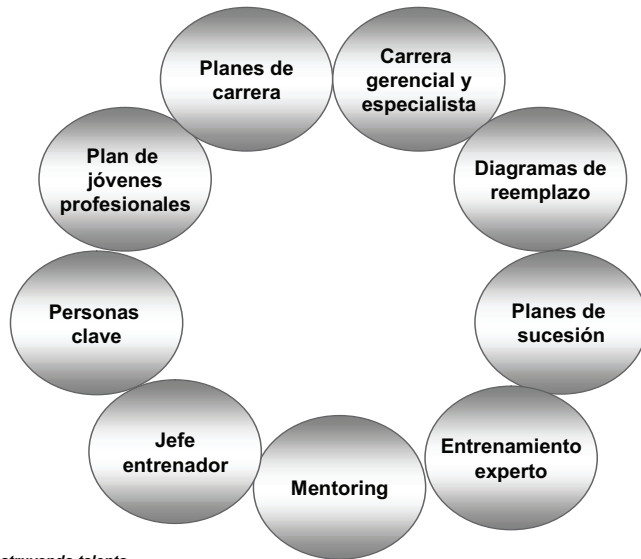 Planes de
carrera
Carrera
gerencial y
especialista
Plan de
jóvenes
profesionales
Diagramas de
reemplazo
Personas
clave
Planes de
sucesión
Jefe
entrenador
Mentoring
Entrenamiento
experto
talento